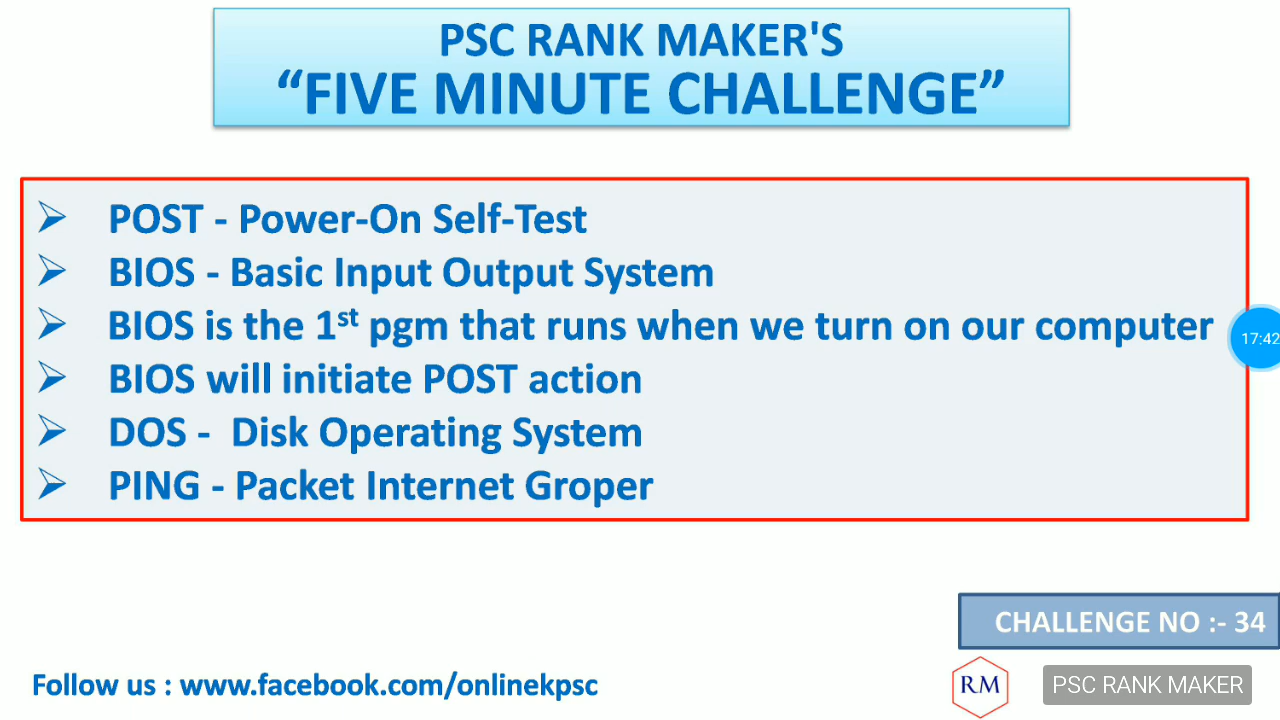 PSC RANK MAKER'S
“FIVE MINUTE CHALLENGE”
➢ POST - Power-On Self-Test
➢ BIOS - Basic Input Output System
➢ BIOS is the 1st pgm that runs when we turn on our computer
17:42
➢ BIOS will initiate POST action
➢ DOS - Disk Operating System
➢ PING - Packet Internet Groper
CHALLENGE NO :- 34
Follow us : www.facebook.com/onlinekpsc
RM
PSC RANK MAKER